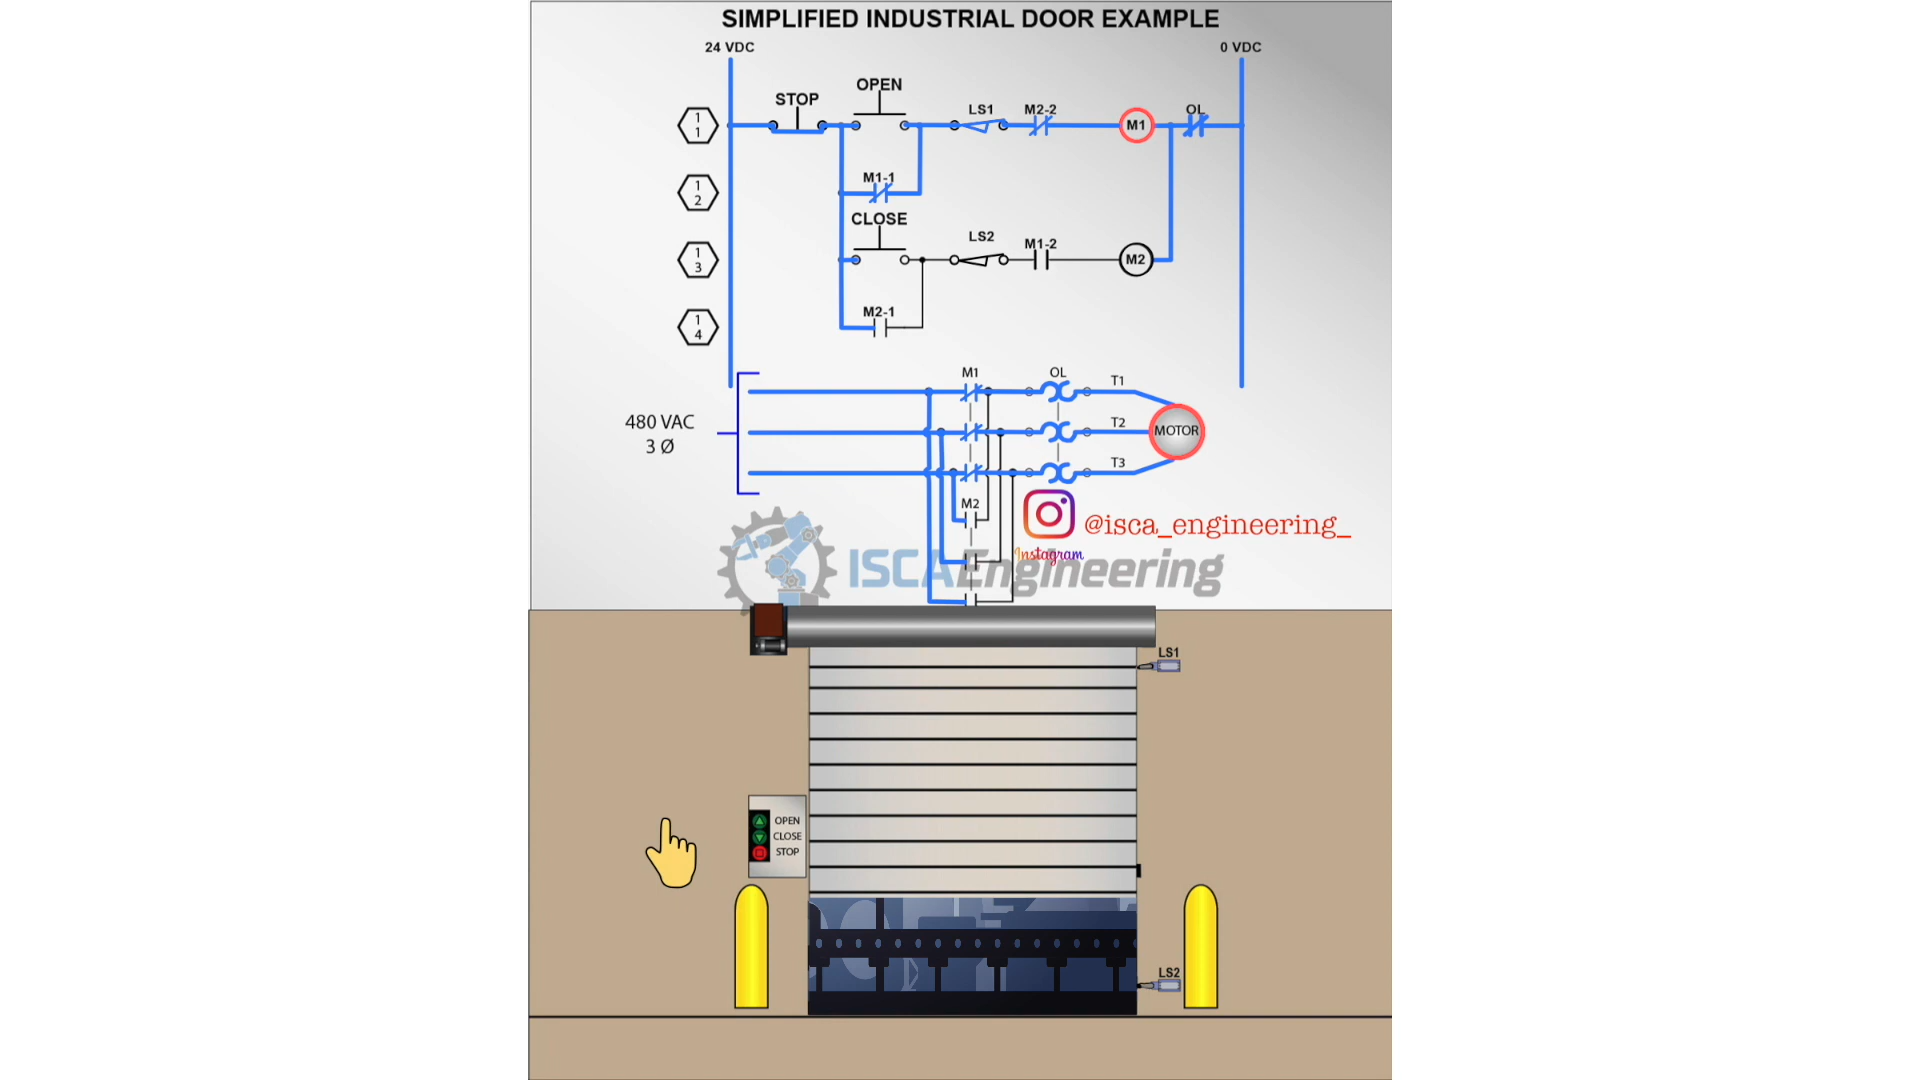 SIMPLIFIED INDUSTRIAL DOOR EXAMPLE
24 VDC
0 VDC
OPEN
STOP
LS1
M2-2
OL
1
1
M1
M1-1
1
2
CLOSE
LS2
M1-2
1
3
M2
M2-1
1
4
M1
OL
T1
480 VAC
3 Ø
T2
MOTOR
T3
M2
@isca_engineering_
Instagram
ISCAEngineering
LS1
OPEN
CLOSE
STOP
LS2